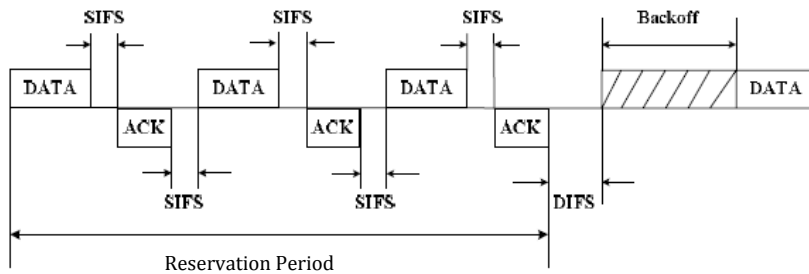 SIFS SIFS SIFS Backoff
DATA DATA DATA DATA
ACK ACK ACK
SIFS SIFS DIFS
Reservation Period